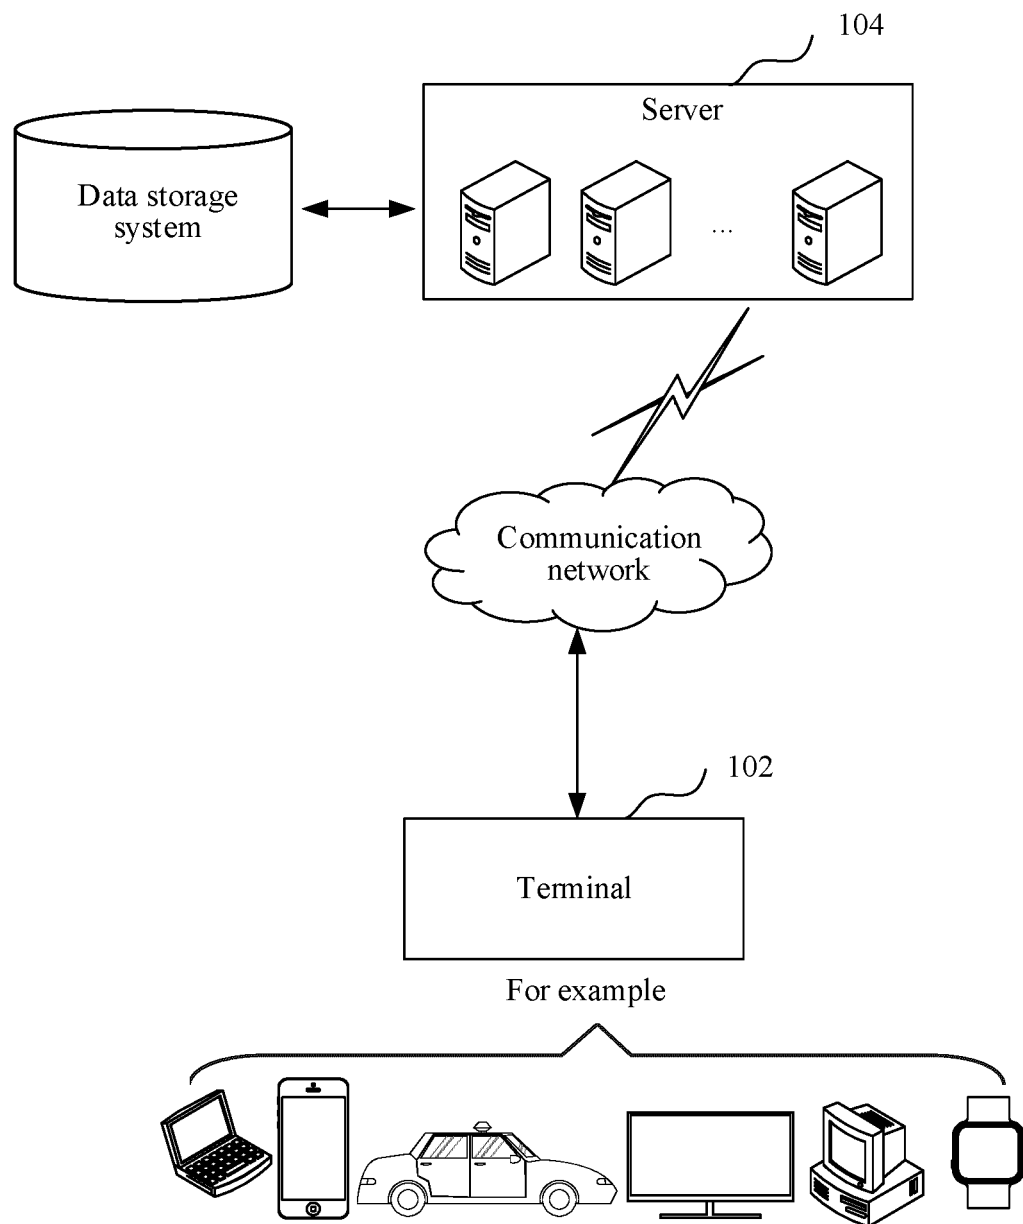 104
Server
Data storage
system
...
Communication
network
102
Terminal
For example